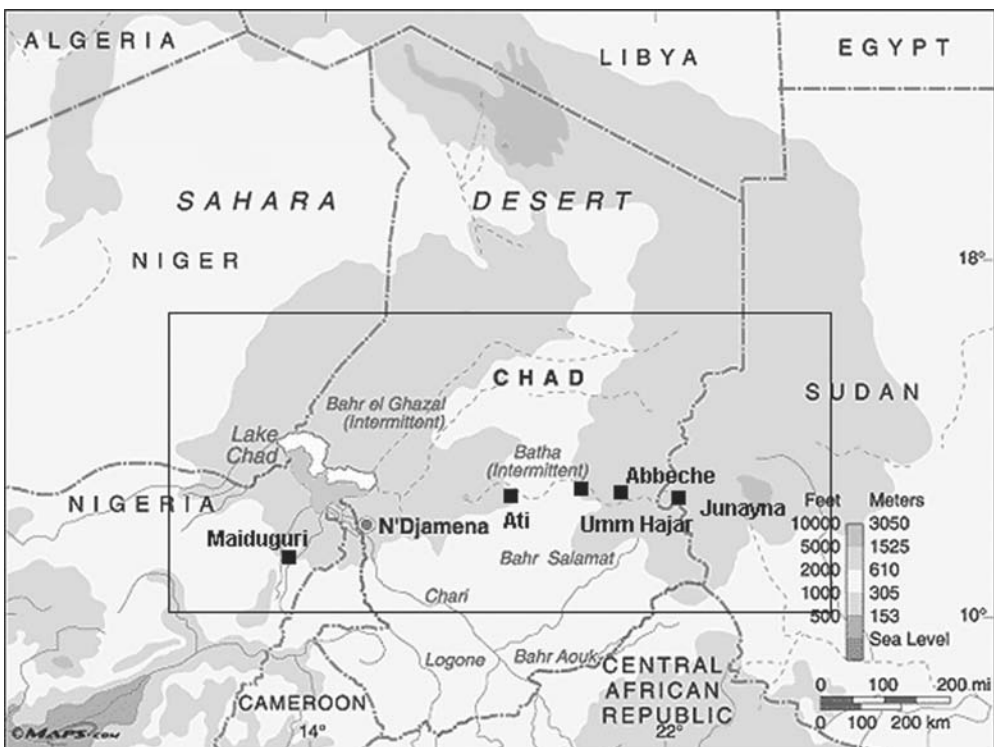 ALGERIA
LIBYA
EGYPT
SAHARA DESERT
NIGER
18°
CHAD
SUDAN
Bahr el Ghazal
(Intermittent)
Lake
Chad
Batha
(Intermittent)
Abbeche
NIGERIA
Junayna
Ati
Umm Hajar
N'Djamena
Maiduguri
Bahr Salamat
Chari
Feet Meters
10000 3050
5000 1525
2000 610
1000 305
500 153
Sea Level
10°
Logone
Bahr Aouk
CENTRAL
AFRICAN
REPUBLIC
CAMEROON
0 100 200 mi
0 100 200 km
14°
22°
©MAPS.COM